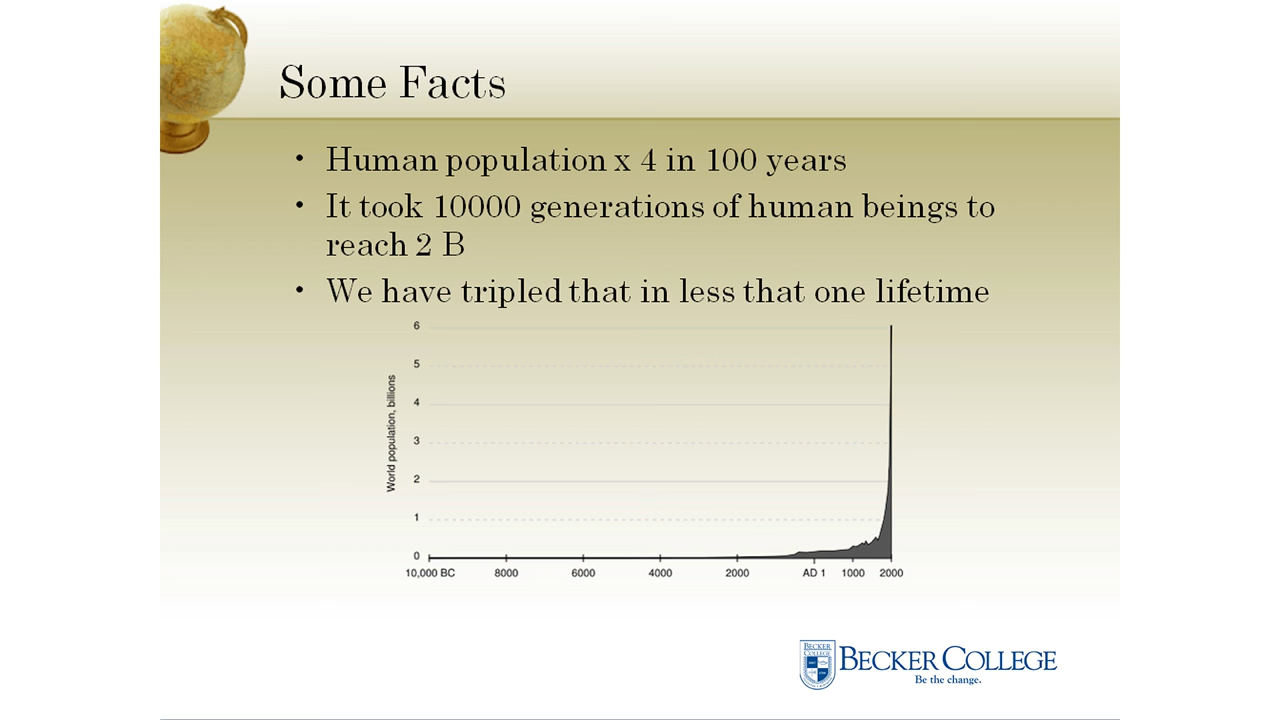 Some Facts
• Human population x 4 in 100 years
• It took 10000 generations of human beings to
reach 2 B
• We have tripled that in less that one lifetime
6
5
4
3
2
1
0
World population, billions
10,000 BC 8000 6000 4000 2000 AD 1 1000 2000
BECKER COLLEGE
BECKER COLLEGE
Be the change.